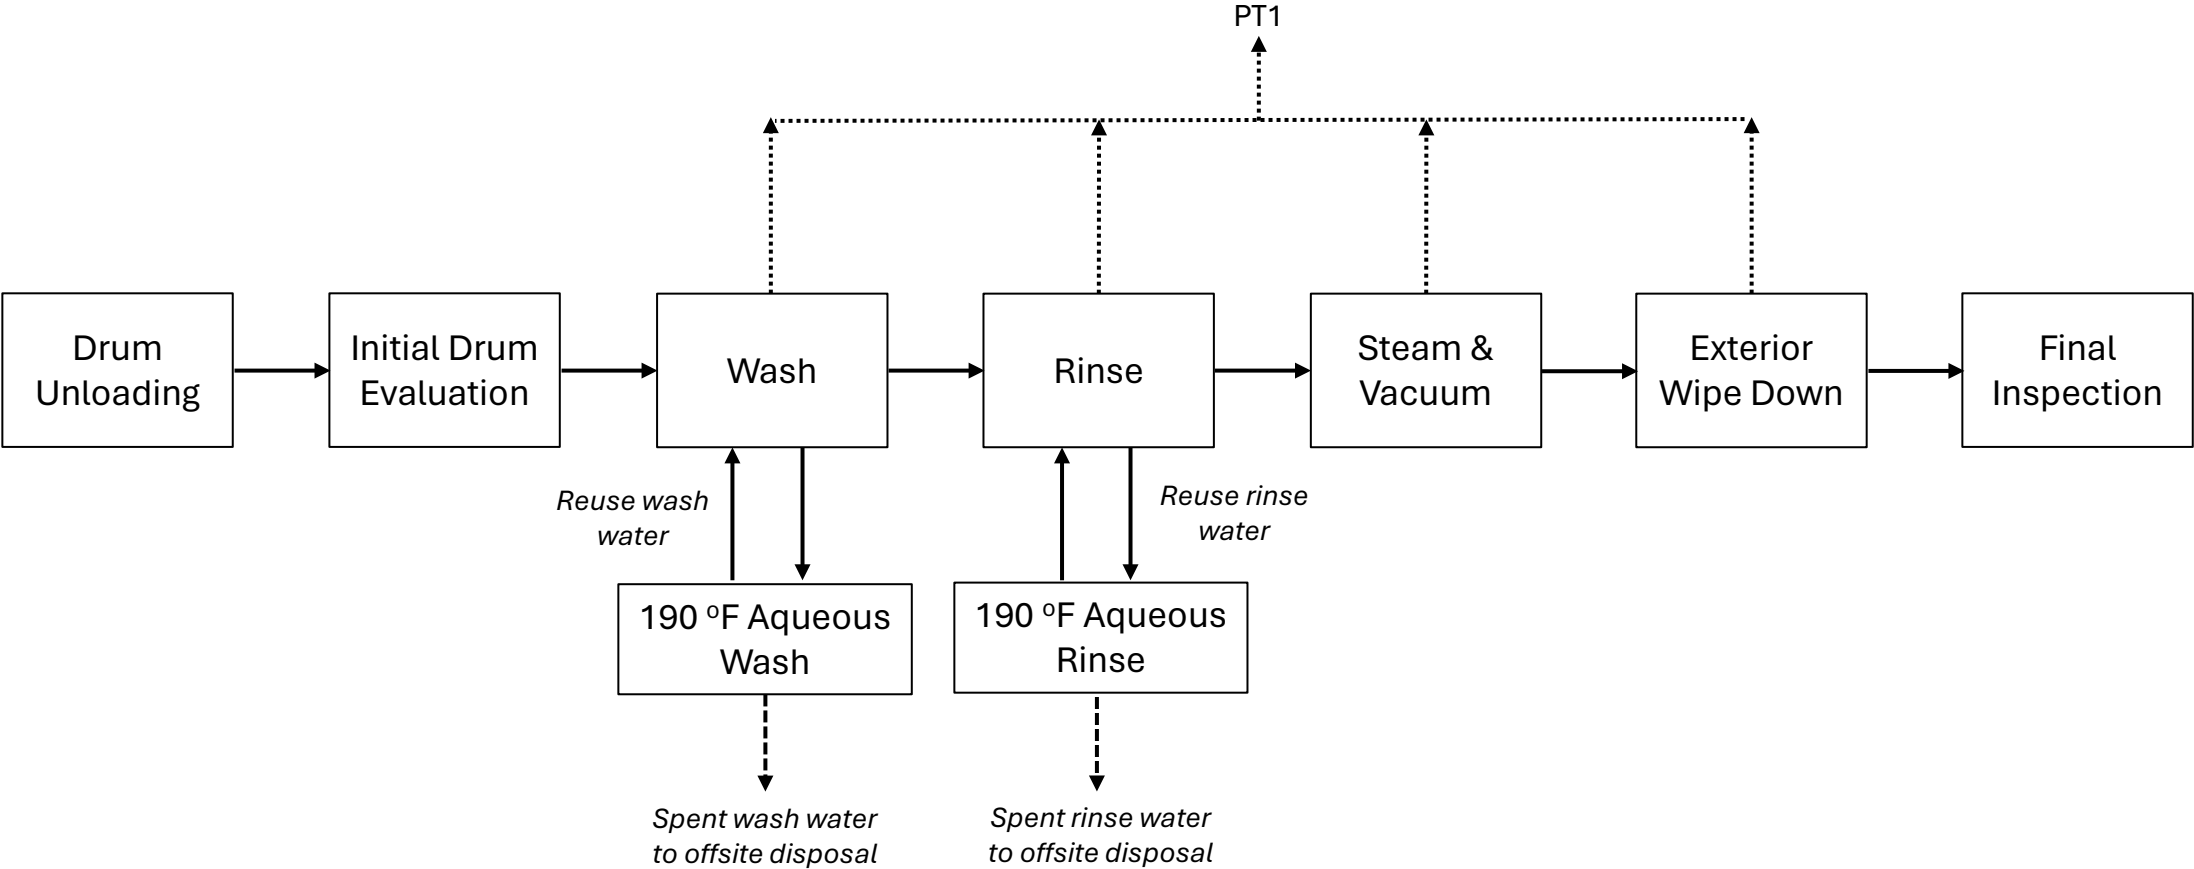 PT1
Drum
Unloading
Initial Drum
Evaluation
Wash
Rinse
Steam &
Vacuum
Exterior
Wipe Down
Final
Inspection
Reuse wash
water
Reuse rinse
water
190 ºF Aqueous
Wash
190 ºF Aqueous
Rinse
Spent wash water
to offsite disposal
Spent rinse water
to offsite disposal